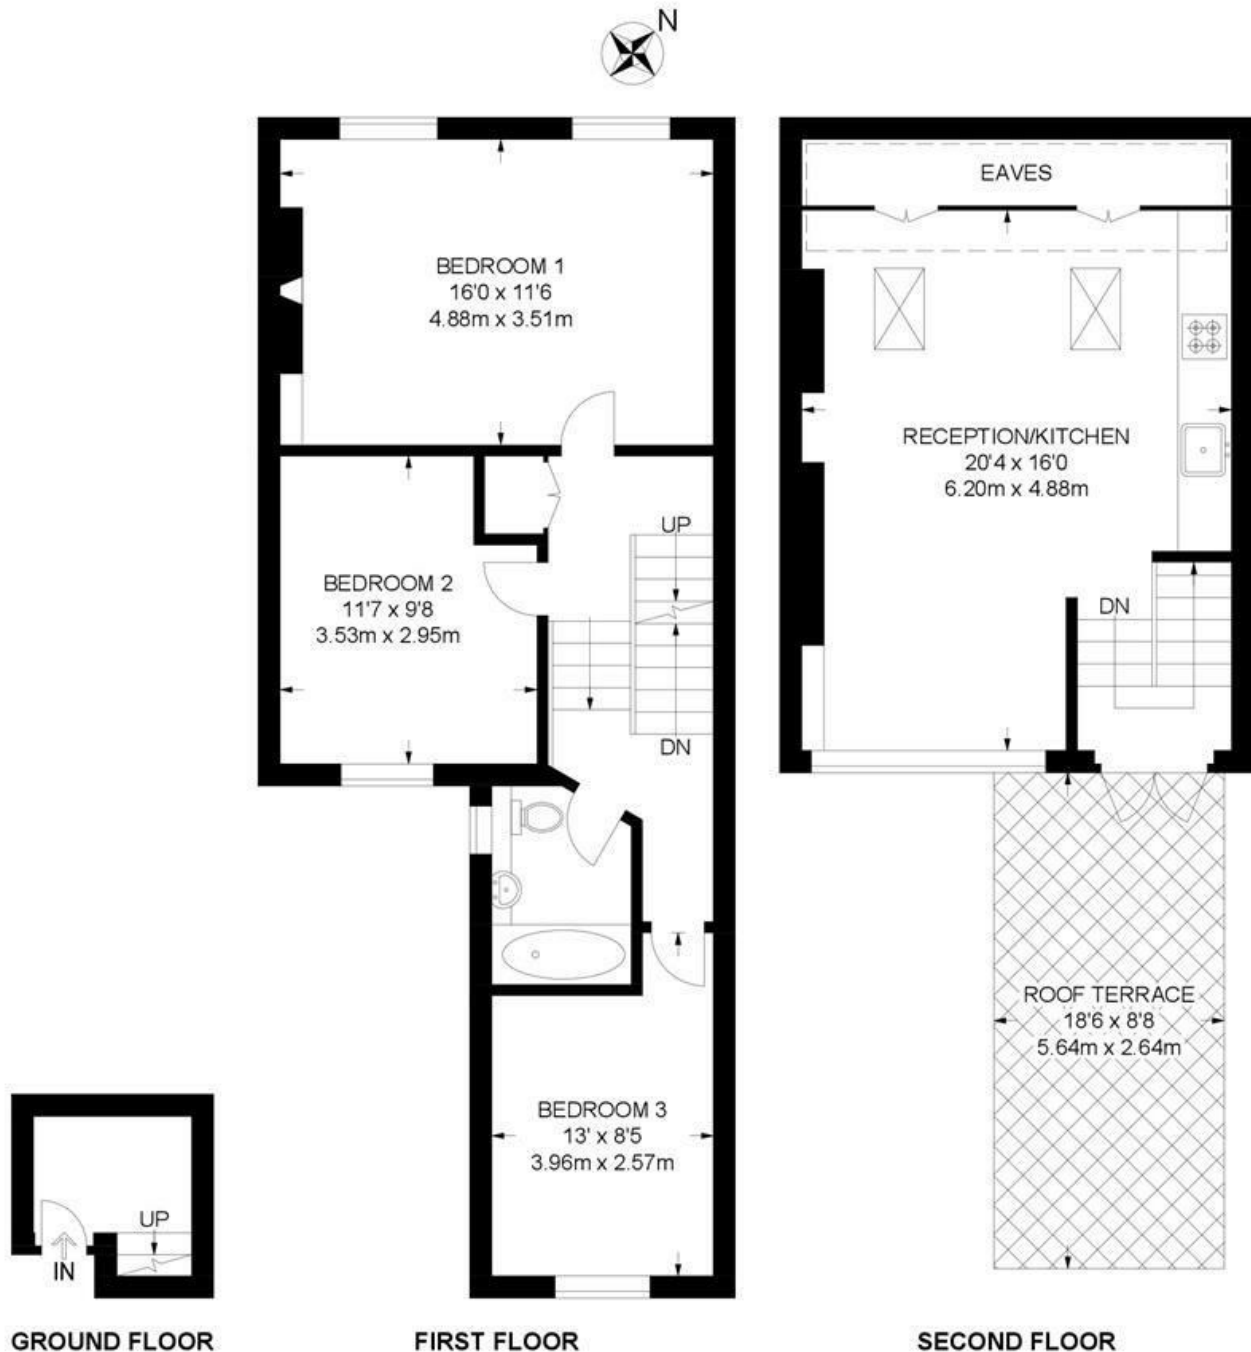 N
BEDROOM 1
16'0 x 11'6
4.88m x 3.51m
BEDROOM 2
11'7 x 9'8
3.53m x 2.95m
UP
DN
BEDROOM 3
13' x 8'5
3.96m x 2.57m
EAVES
RECEPTION/KITCHEN
20'4 x 16'0
6.20m x 4.88m
DN
ROOF TERRACE
18'6 x 8'8
5.64m x 2.64m
UP
IN
GROUND FLOOR
FIRST FLOOR
SECOND FLOOR